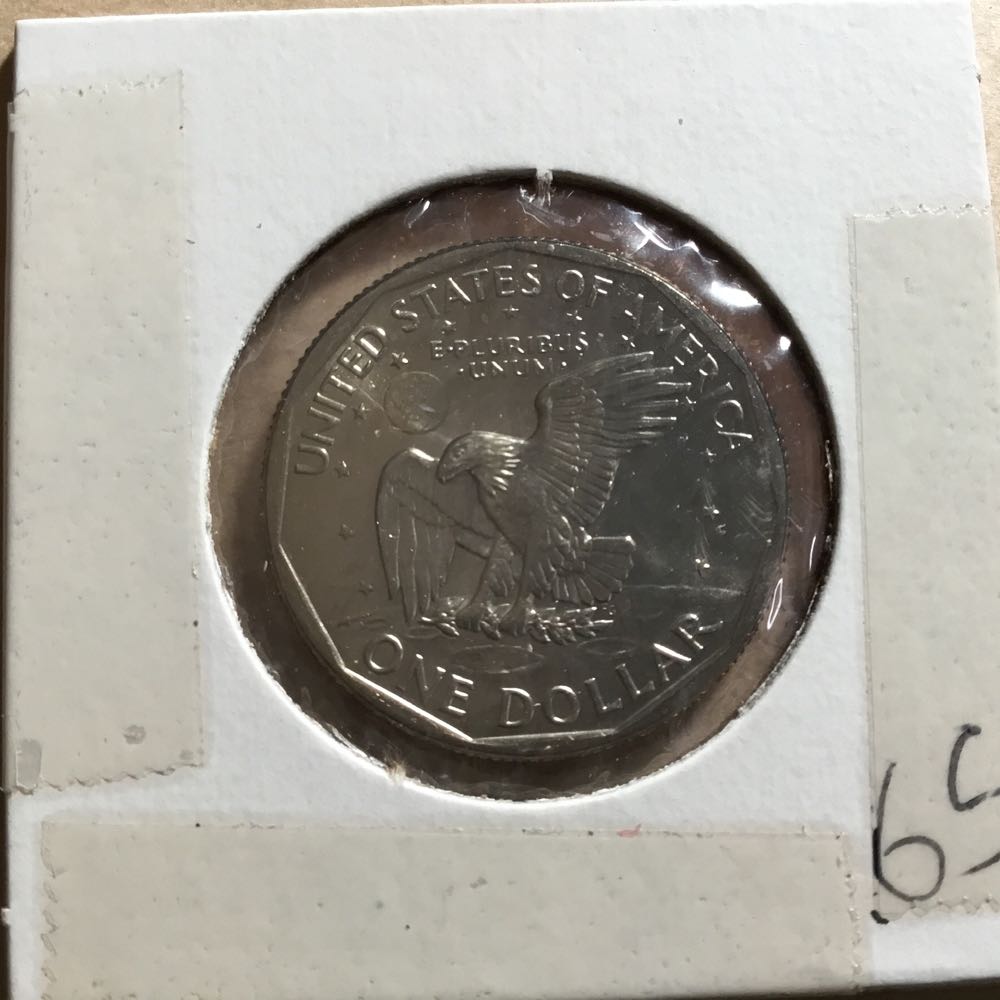 UNITED STATES OF AMERICA
E·PLURIBUS
·UNUM·
ONE DOLLAR